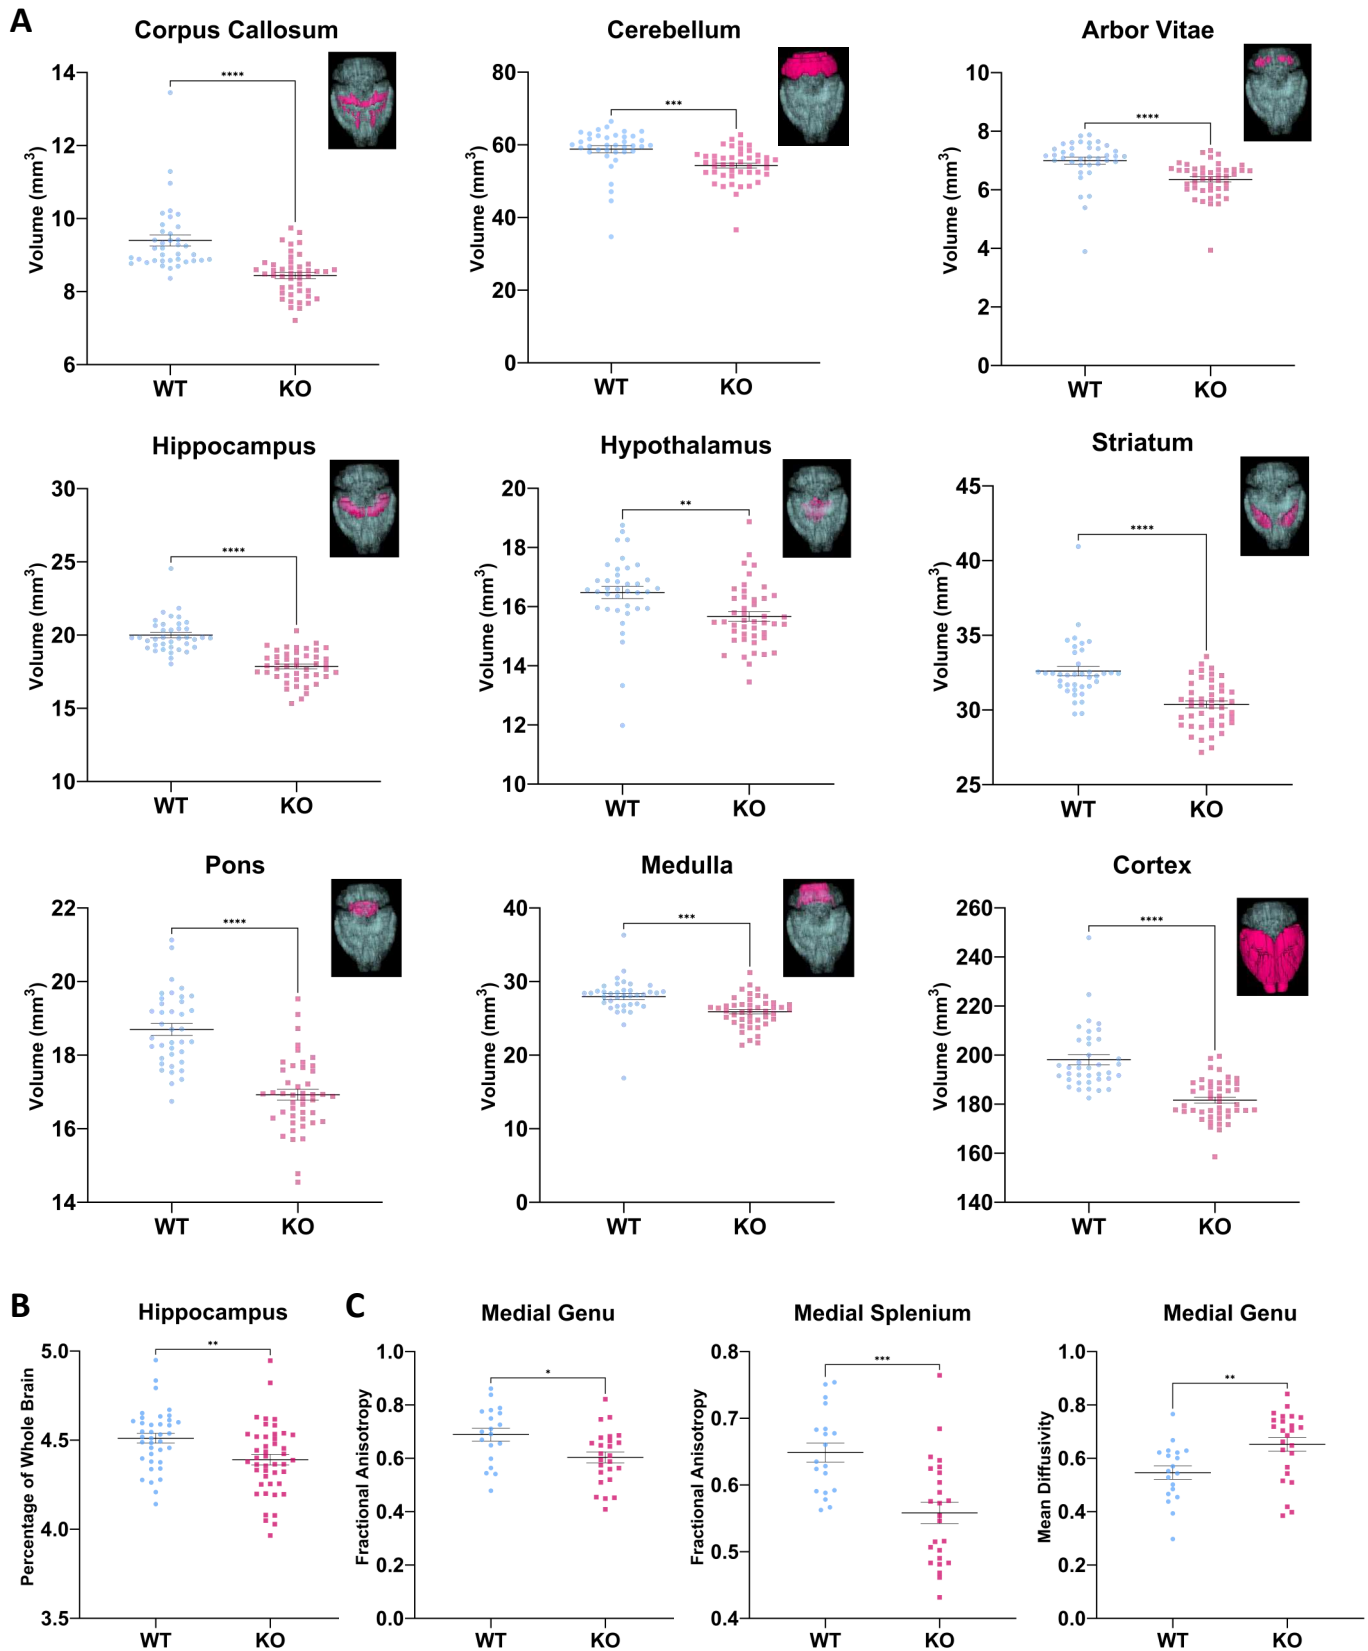 A
Corpus Callosum
Volume (mm³)
14
12
10
8
6
****
WT
KO
Cerebellum
Volume (mm³)
80
60
40
20
0
***
WT
KO
Arbor Vitae
Volume (mm³)
10
8
6
4
2
0
****
WT
KO
Hippocampus
Volume (mm³)
30
25
20
15
10
****
WT
KO
Hypothalamus
Volume (mm³)
20
18
16
14
12
10
**
WT
KO
Striatum
Volume (mm³)
45
40
35
30
25
****
WT
KO
Pons
Volume (mm³)
22
20
18
16
14
****
WT
KO
Medulla
Volume (mm³)
40
30
20
10
0
***
WT
KO
Cortex
Volume (mm³)
260
240
220
200
180
160
140
****
WT
KO
B
Hippocampus
Percentage of Whole Brain
5.0
4.5
4.0
3.5
**
WT
KO
C
Medial Genu
Fractional Anisotropy
1.0
0.8
0.6
0.4
0.2
0.0
*
WT
KO
Medial Splenium
Fractional Anisotropy
0.8
0.7
0.6
0.5
0.4
***
WT
KO
Medial Genu
Mean Diffusivity
1.0
0.8
0.6
0.4
0.2
0.0
**
WT
KO